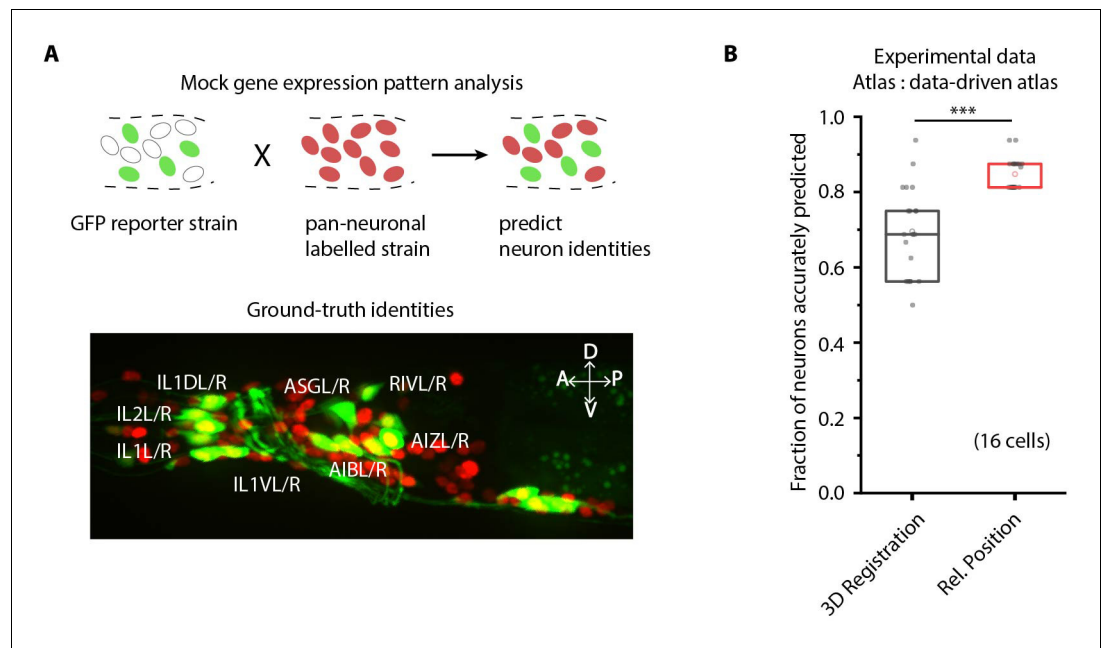 A
Mock gene expression pattern analysis
X
GFP reporter strain
pan-neuronal
labelled strain
predict
neuron identities
Ground-truth identities
IL1DL/R
ASGL/R
RIVL/R
IL2L/R
IL1L/R
AIZL/R
AIBL/R
IL1VL/R
D
A
P
V
B
Experimental data
Atlas : data-driven atlas
***
1.0
0.8
0.6
0.4
0.2
0.0
Fraction of neurons accurately predicted
(16 cells)
3D Registration
Rel. Position